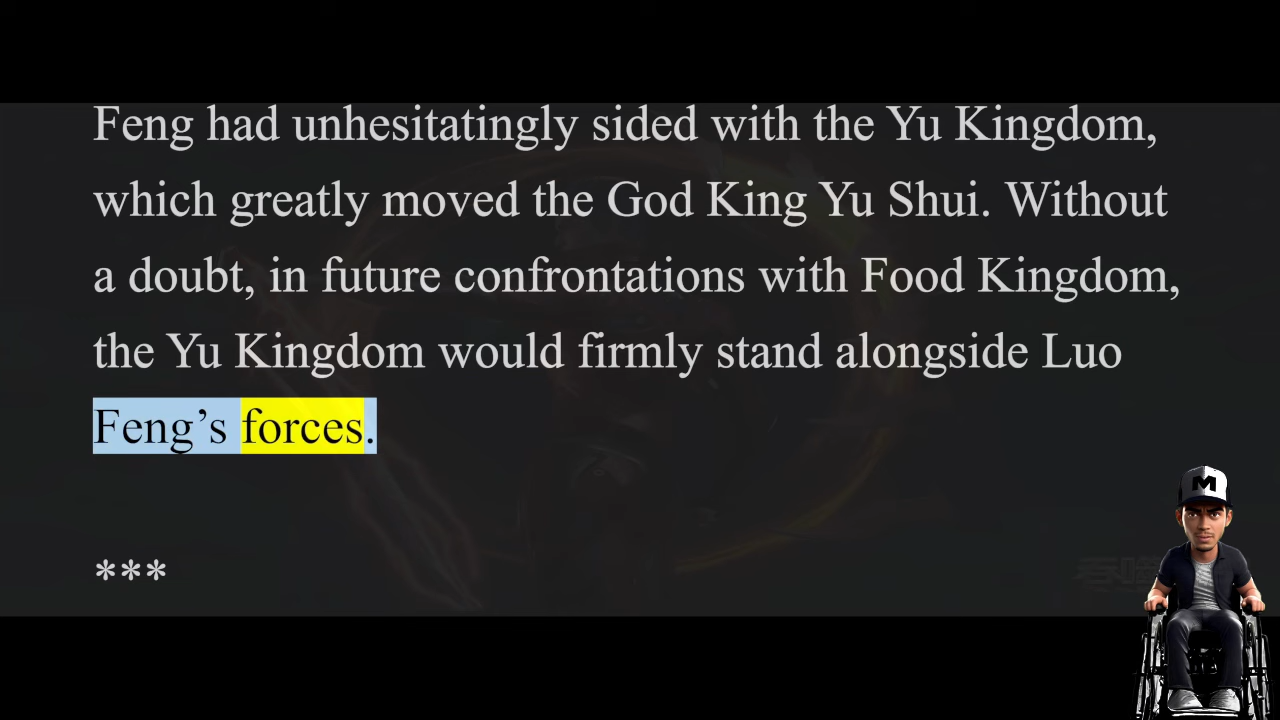 Feng had unhesitatingly sided with the Yu Kingdom,
which greatly moved the God King Yu Shui. Without
a doubt, in future confrontations with Food Kingdom,
the Yu Kingdom would firmly stand alongside Luo
Feng’s forces.
***
M